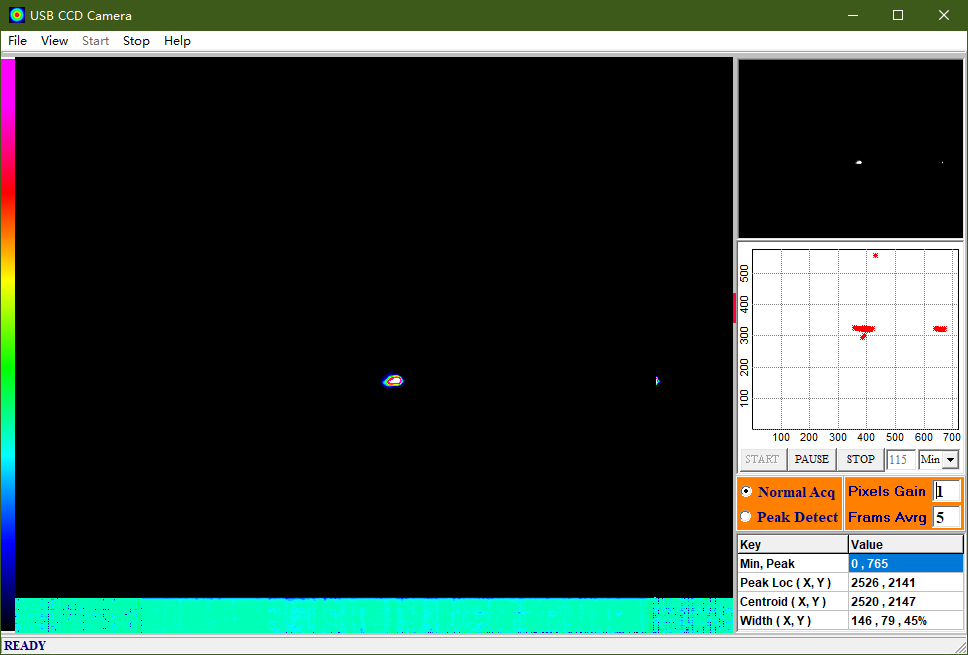 USB CCD Camera
File View Start Stop Help
500
400
300
200
100
100 200 300 400 500 600 700
START PAUSE STOP 115 Min
Normal Acq
Peak Detect
Pixels Gain 1
Frams Avrg 5
Key Value
Min, Peak 0 , 765
Peak Loc ( X, Y ) 2526 , 2141
Centroid ( X, Y ) 2520 , 2147
Width ( X, Y ) 146 , 79 , 45%
READY